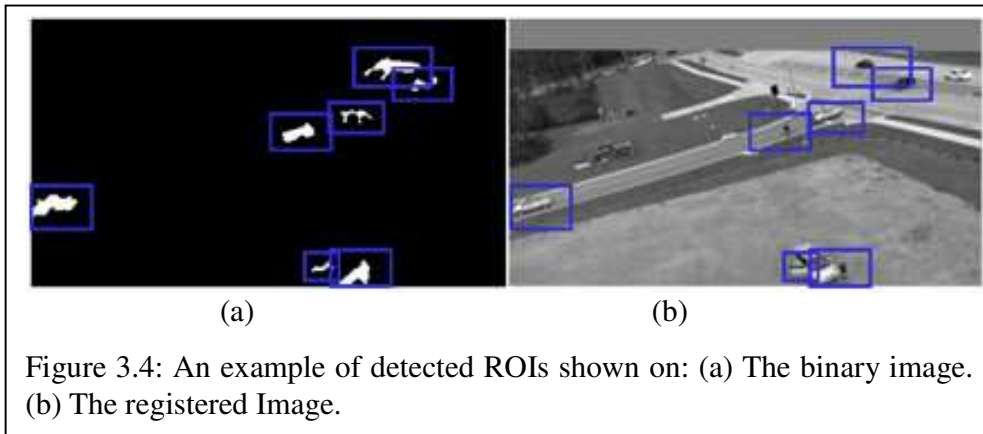 (a) (b)
Figure 3.4: An example of detected ROIs shown on: (a) The binary image.
(b) The registered Image.